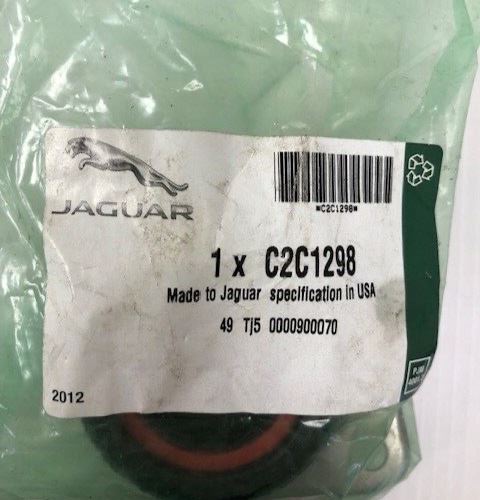 JAGUAR
*C2C1298*
1 x C2C1298
Made to Jaguar specification in USA
49 Tj5 0000900070
2012